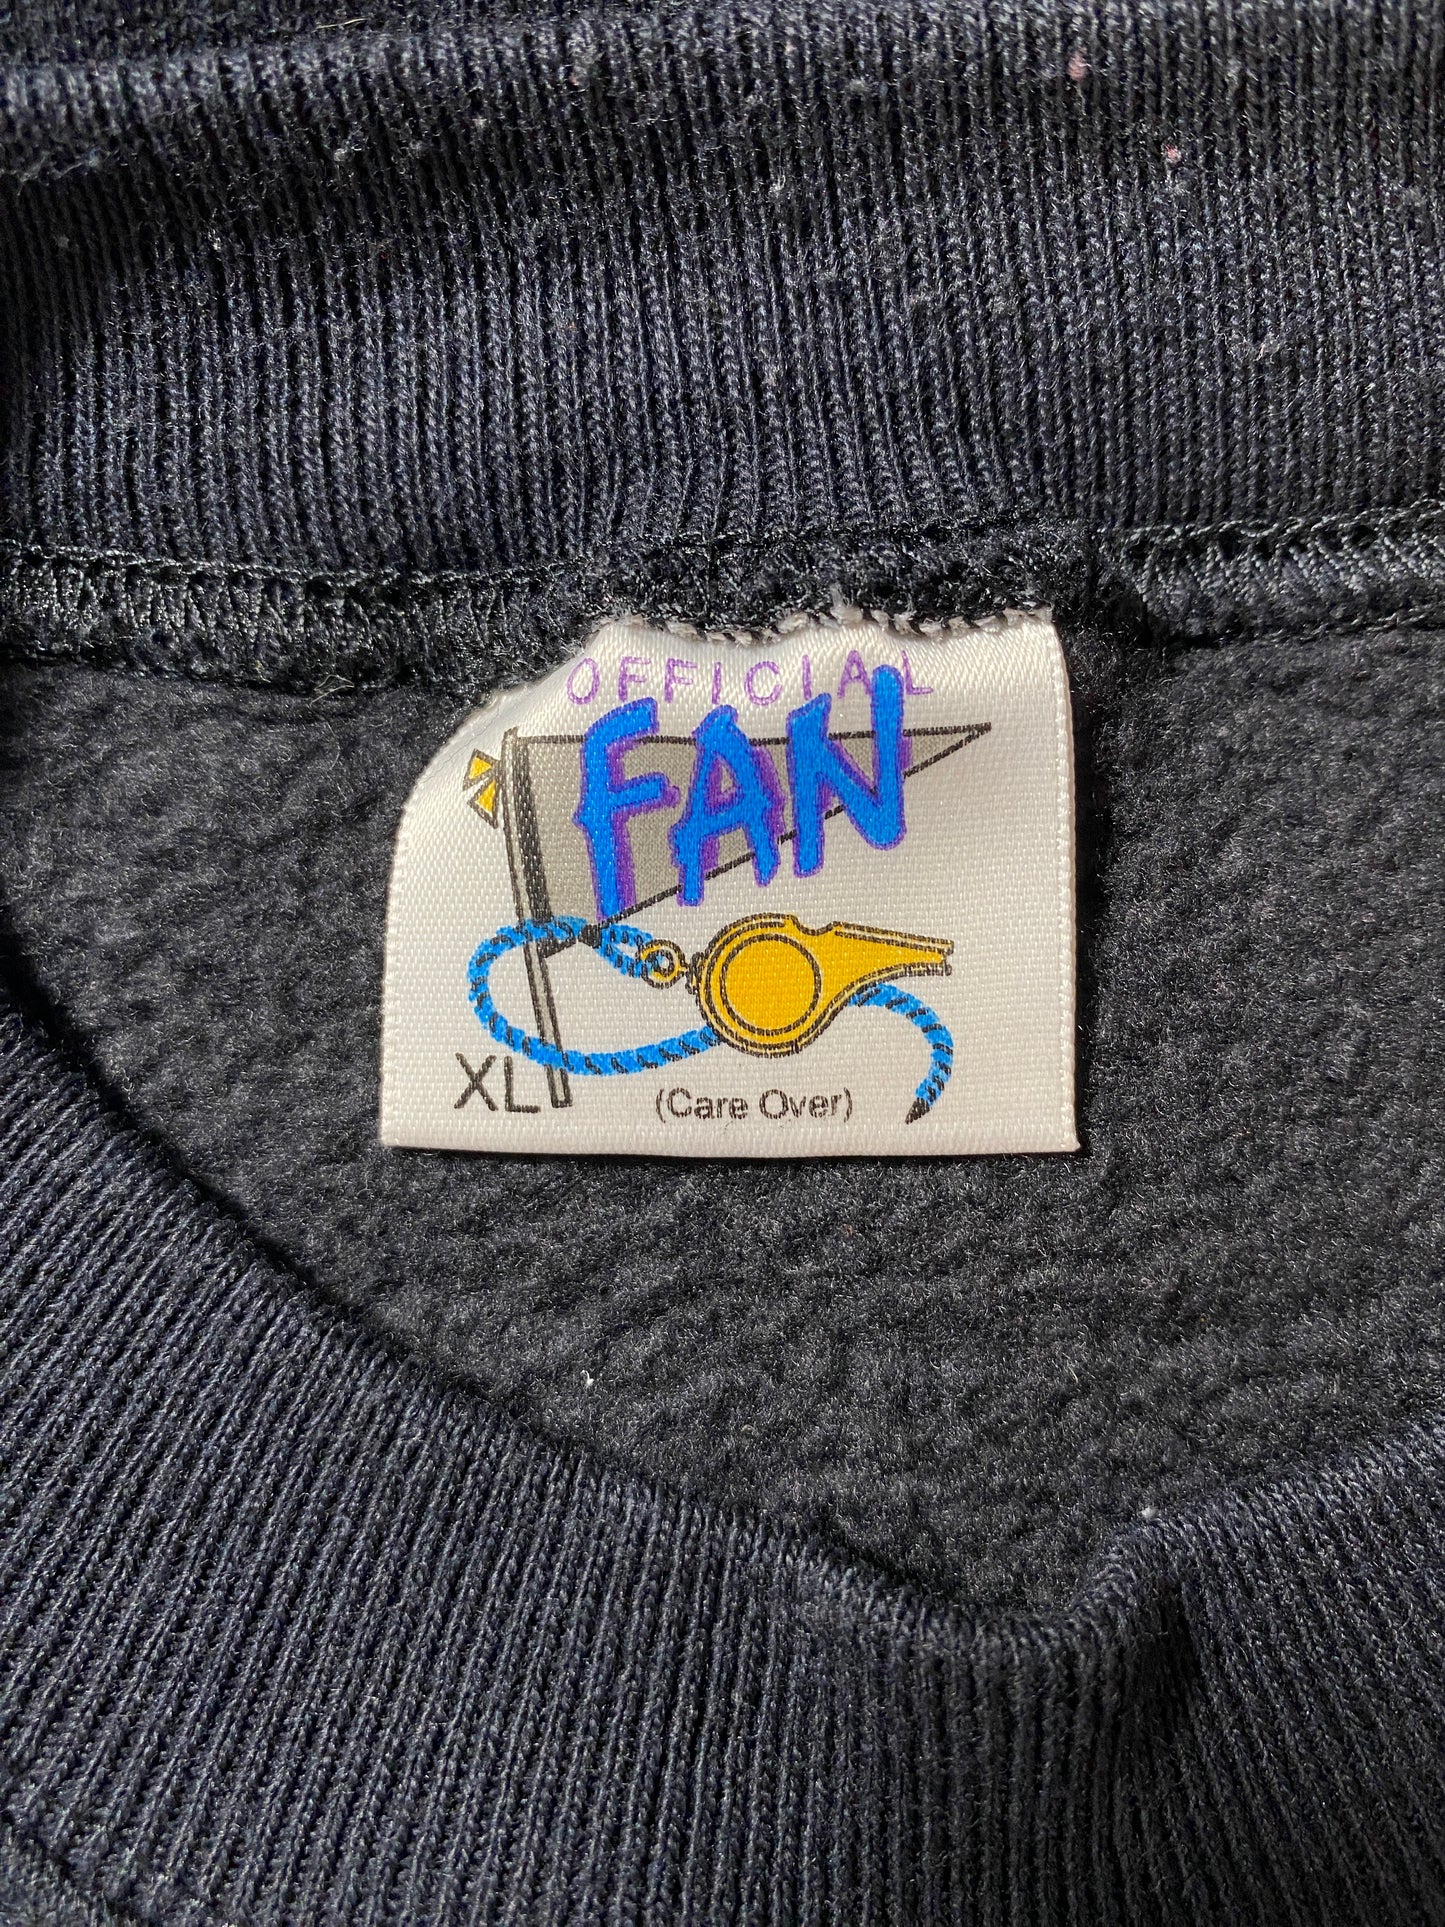 OFFICIAL
FAN
XL
(Care Over)